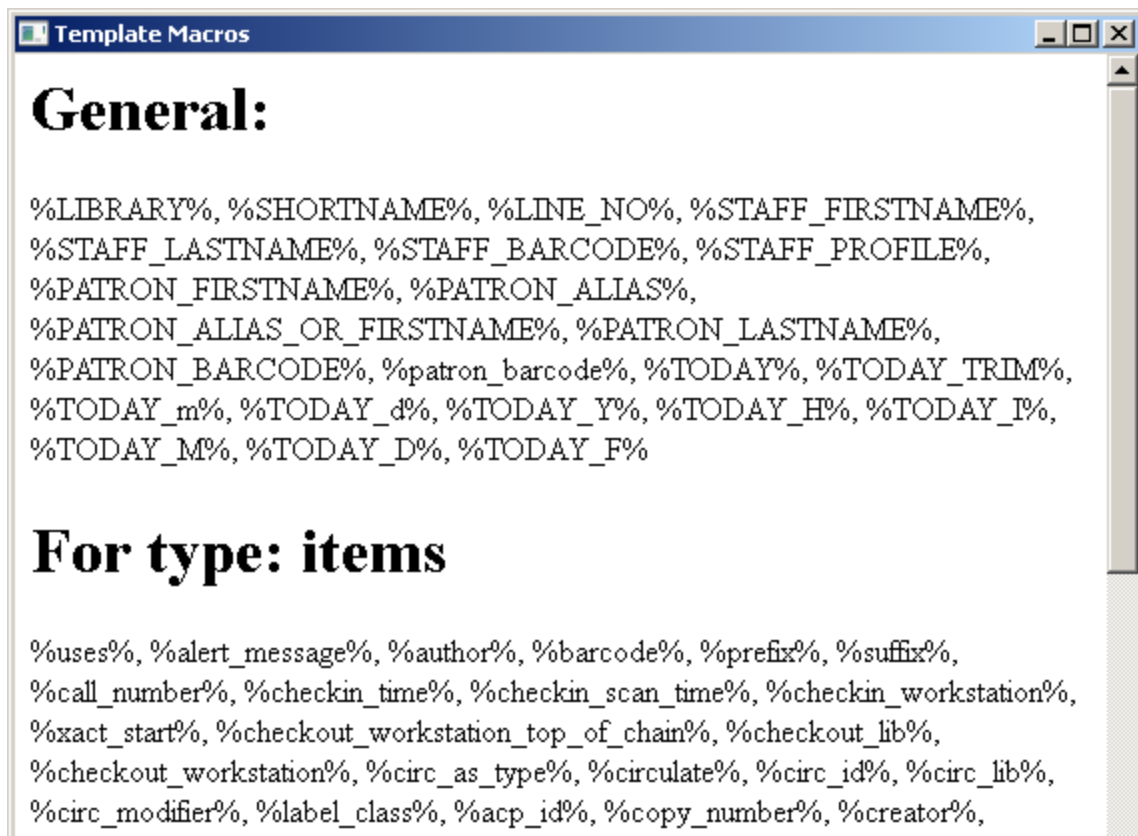 Template Macros
General:
%LIBRARY%, %SHORTNAME%, %LINE_NO%, %STAFF_FIRSTNAME%,
%STAFF_LASTNAME%, %STAFF_BARCODE%, %STAFF_PROFILE%,
%PATRON_FIRSTNAME%, %PATRON_ALIAS%,
%PATRON_ALIAS_OR_FIRSTNAME%, %PATRON_LASTNAME%,
%PATRON_BARCODE%, %patron_barcode%, %TODAY%, %TODAY_TRIM%,
%TODAY_m%, %TODAY_d%, %TODAY_Y%, %TODAY_H%, %TODAY_I%,
%TODAY_M%, %TODAY_D%, %TODAY_F%
For type: items
%uses%, %alert_message%, %author%, %barcode%, %prefix%, %suffix%,
%call_number%, %checkin_time%, %checkin_scan_time%, %checkin_workstation%,
%xact_start%, %checkout_workstation_top_of_chain%, %checkout_lib%,
%checkout_workstation%, %circ_as_type%, %circulate%, %circ_id%, %circ_lib%,
%circ_modifier%, %label_class%, %acp_id%, %copy_number%, %creator%,